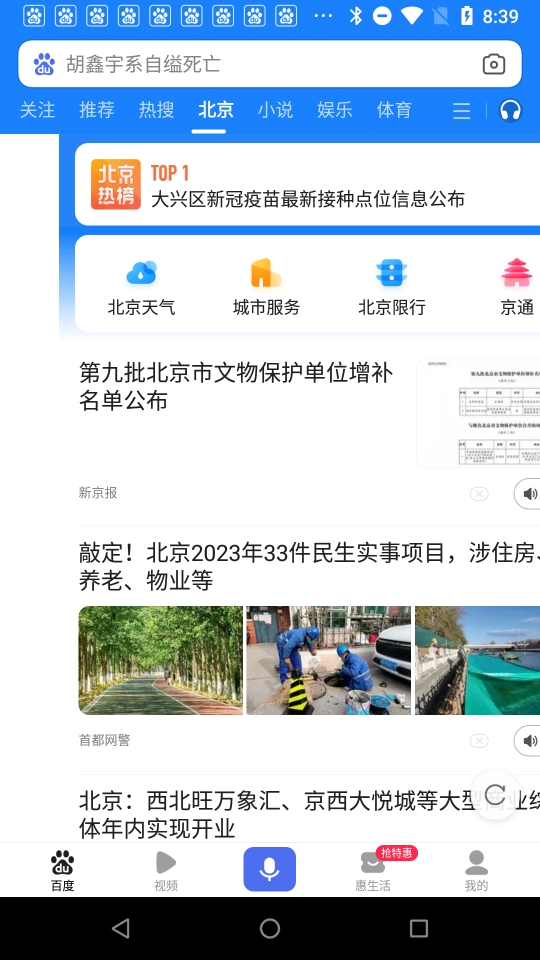 8:39
胡鑫宇系自缢死亡
关注 推荐 热搜 北京 小说 娱乐 体育
北京热榜
TOP 1
大兴区新冠疫苗最新接种点位信息公布
北京天气 城市服务 北京限行 京通
第九批北京市文物保护单位增补
名单公布
新京报
敲定！北京2023年33件民生实事项目，涉住房、
养老、物业等
首都网警
北京：西北旺万象汇、京西大悦城等大型商业综
体年内实现开业
抢特惠
百度 视频 惠生活 我的